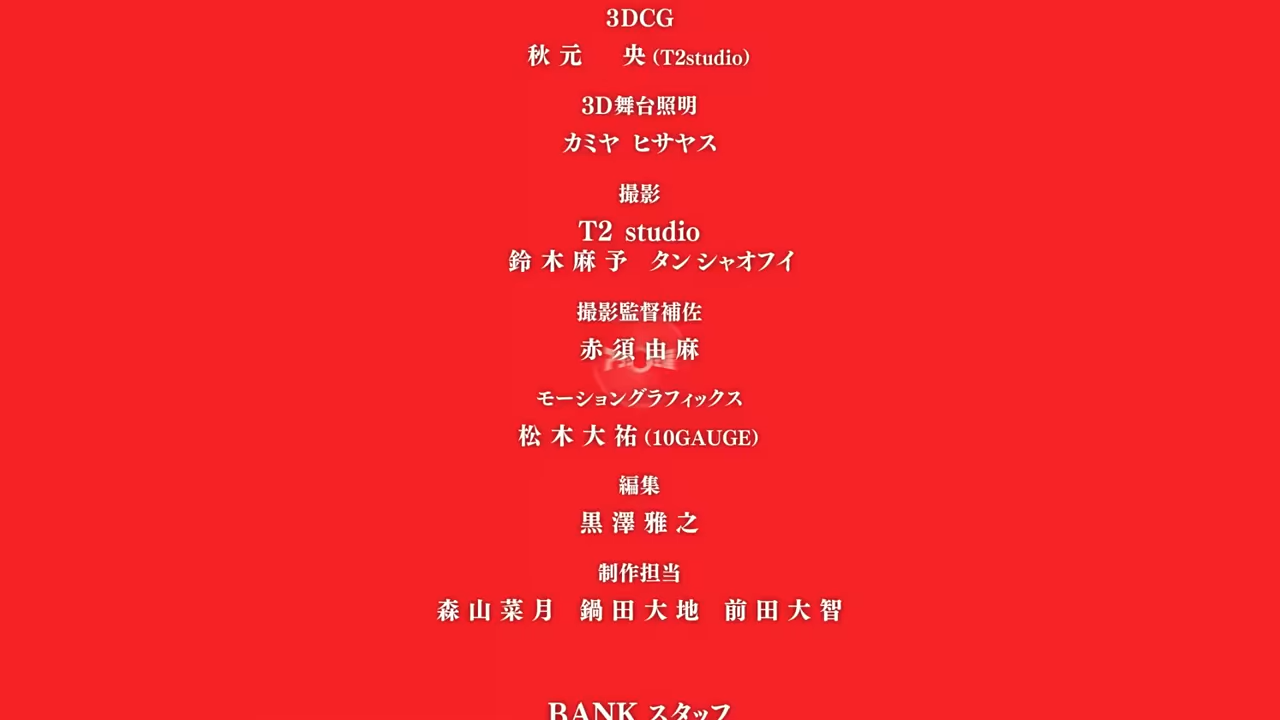 3DCG
秋元　央(T2studio)
3D舞台照明
カミヤ ヒサヤス
撮影
T2 studio
鈴木麻予　タン シャオフイ
撮影監督補佐
赤須由麻
モーショングラフィックス
松木大祐(10GAUGE)
編集
黒澤雅之
制作担当
森山菜月　鍋田大地　前田大智
BANK スタッフ